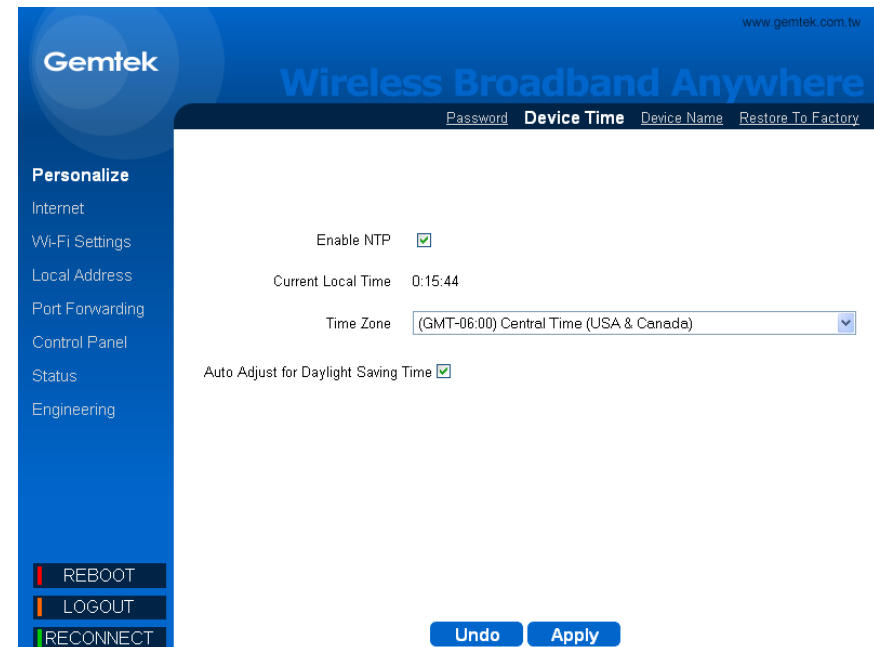 www.gemtek.com.tw
Gemtek
Wireless Broadband Anywhere
Password Device Time Device Name Restore To Factory
Personalize
Internet
Wi-Fi Settings
Local Address
Port Forwarding
Control Panel
Status
Engineering
Enable NTP
Current Local Time 0:15:44
Time Zone (GMT-06:00) Central Time (USA & Canada)
Auto Adjust for Daylight Saving Time
REBOOT
LOGOUT
RECONNECT
Undo Apply